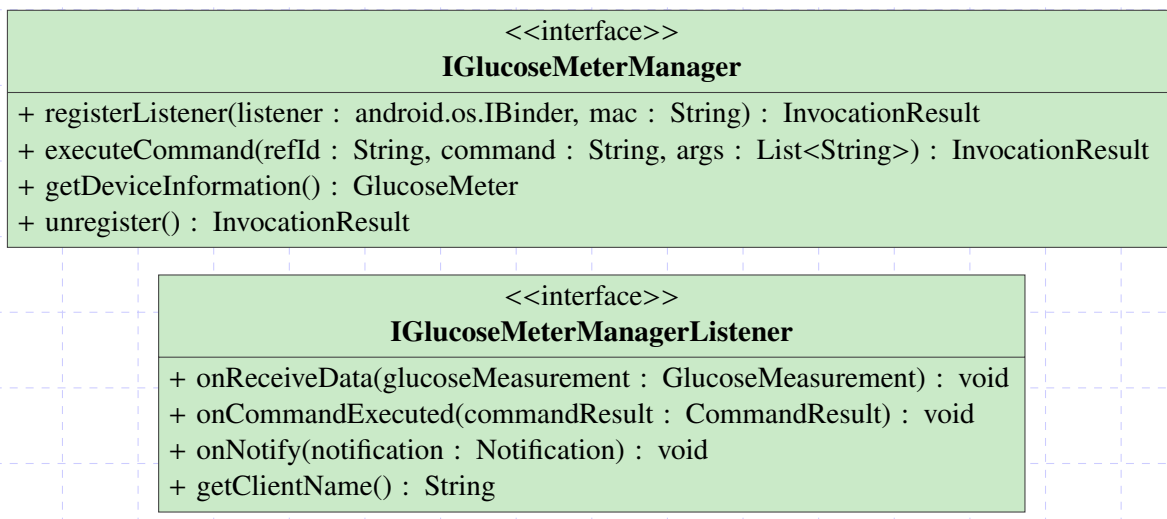 <<interface>>
IGlucoseMeterManager
+ registerListener(listener : android.os.IBinder, mac : String) : InvocationResult
+ executeCommand(refId : String, command : String, args : List<String>) : InvocationResult
+ getDeviceInformation() : GlucoseMeter
+ unregister() : InvocationResult
<<interface>>
IGlucoseMeterManagerListener
+ onReceiveData(glucoseMeasurement : GlucoseMeasurement) : void
+ onCommandExecuted(commandResult : CommandResult) : void
+ onNotify(notification : Notification) : void
+ getClientName() : String